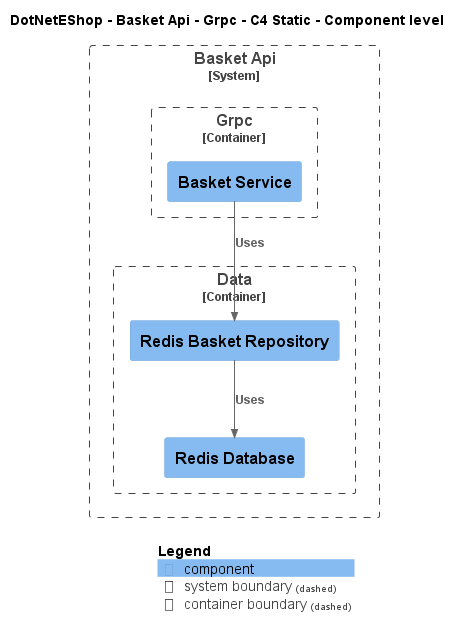 DotNetEShop - Basket Api - Grpc - C4 Static - Component level
Basket Api
[System]
Grpc
[Container]
Basket Service
Uses
Data
[Container]
Redis Basket Repository
Uses
Redis Database
Legend
component
system boundary (dashed)
container boundary (dashed)